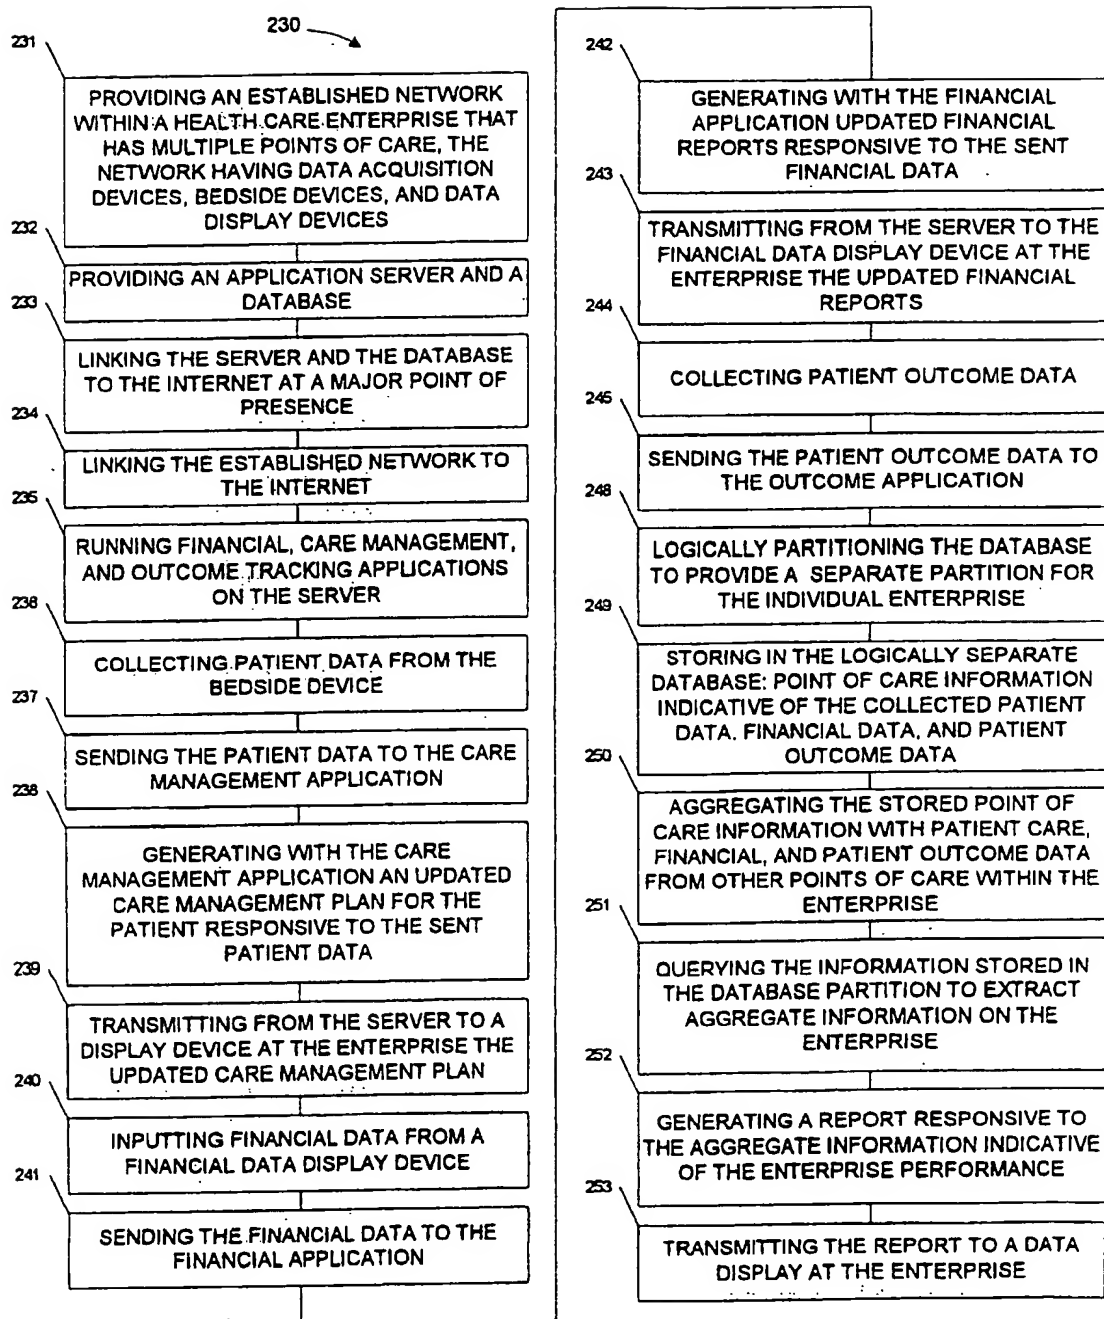 230
231
PROVIDING AN ESTABLISHED NETWORK
WITHIN A HEALTH CARE ENTERPRISE THAT
HAS MULTIPLE POINTS OF CARE, THE
NETWORK HAVING DATA ACQUISITION
DEVICES, BEDSIDE DEVICES, AND DATA
DISPLAY DEVICES
232
PROVIDING AN APPLICATION SERVER AND A
DATABASE
233
LINKING THE SERVER AND THE DATABASE
TO THE INTERNET AT A MAJOR POINT OF
PRESENCE
234
LINKING THE ESTABLISHED NETWORK TO
THE INTERNET
235
RUNNING FINANCIAL, CARE MANAGEMENT,
AND OUTCOME TRACKING APPLICATIONS
ON THE SERVER
236
COLLECTING PATIENT DATA FROM THE
BEDSIDE DEVICE
237
SENDING THE PATIENT DATA TO THE CARE
MANAGEMENT APPLICATION
238
GENERATING WITH THE CARE
MANAGEMENT APPLICATION AN UPDATED
CARE MANAGEMENT PLAN FOR THE
PATIENT RESPONSIVE TO THE SENT
PATIENT DATA
239
TRANSMITTING FROM THE SERVER TO A
DISPLAY DEVICE AT THE ENTERPRISE THE
UPDATED CARE MANAGEMENT PLAN
240
INPUTTING FINANCIAL DATA FROM A
FINANCIAL DATA DISPLAY DEVICE
241
SENDING THE FINANCIAL DATA TO THE
FINANCIAL APPLICATION
242
GENERATING WITH THE FINANCIAL
APPLICATION UPDATED FINANCIAL
REPORTS RESPONSIVE TO THE SENT
FINANCIAL DATA
243
TRANSMITTING FROM THE SERVER TO THE
FINANCIAL DATA DISPLAY DEVICE AT THE
ENTERPRISE THE UPDATED FINANCIAL
REPORTS
244
COLLECTING PATIENT OUTCOME DATA
245
SENDING THE PATIENT OUTCOME DATA TO
THE OUTCOME APPLICATION
248
LOGICALLY PARTITIONING THE DATABASE
TO PROVIDE A SEPARATE PARTITION FOR
THE INDIVIDUAL ENTERPRISE
249
STORING IN THE LOGICALLY SEPARATE
DATABASE: POINT OF CARE INFORMATION
INDICATIVE OF THE COLLECTED PATIENT
DATA. FINANCIAL DATA, AND PATIENT
OUTCOME DATA
250
AGGREGATING THE STORED POINT OF
CARE INFORMATION WITH PATIENT CARE,
FINANCIAL, AND PATIENT OUTCOME DATA
FROM OTHER POINTS OF CARE WITHIN THE
ENTERPRISE
251
QUERYING THE INFORMATION STORED IN
THE DATABASE PARTITION TO EXTRACT
AGGREGATE INFORMATION ON THE
ENTERPRISE
252
GENERATING A REPORT RESPONSIVE TO
THE AGGREGATE INFORMATION INDICATIVE
OF THE ENTERPRISE PERFORMANCE
253
TRANSMITTING THE REPORT TO A DATA
DISPLAY AT THE ENTERPRISE